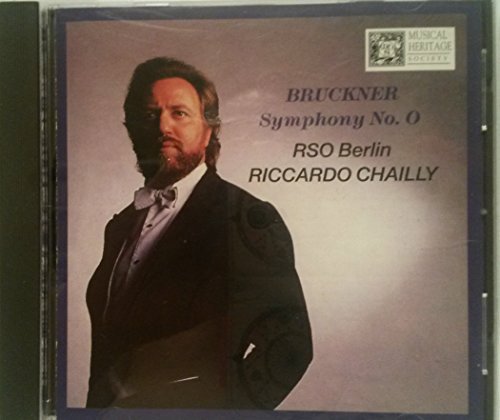 MUSICAL
HERITAGE
SOCIETY
BRUCKNER
Symphony No. 0
RSO Berlin
RICCARDO CHAILLY